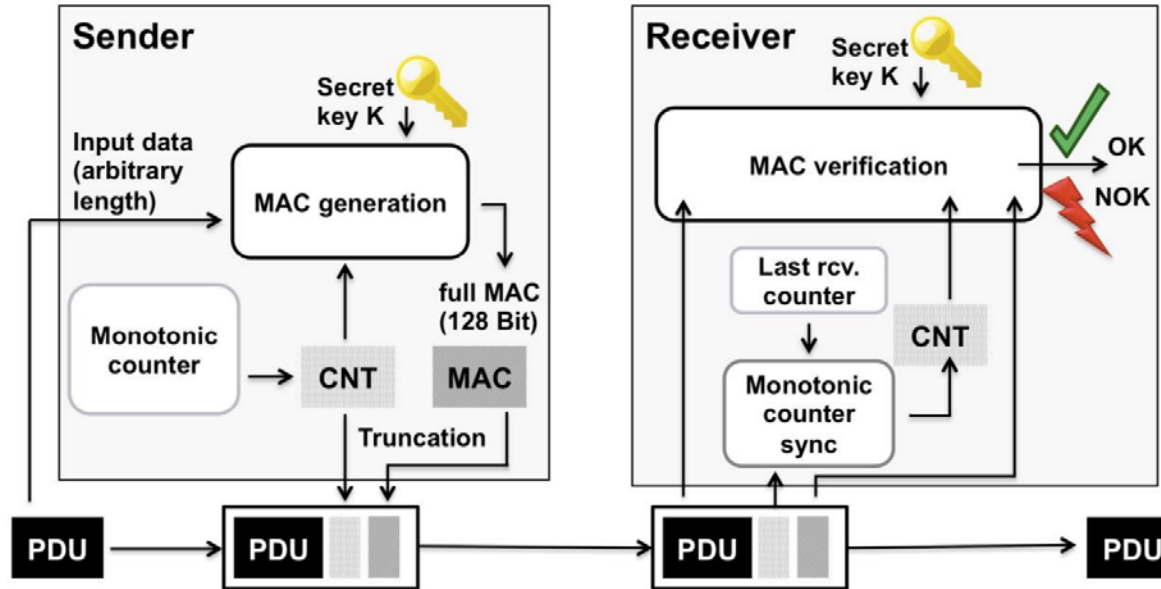 Sender
Secret
key K
Input data
(arbitrary
length)
MAC generation
full MAC
(128 Bit)
Monotonic
counter
CNT
MAC
Truncation
PDU
PDU
Receiver
Secret
key K
MAC verification
OK
NOK
Last rcv.
counter
CNT
Monotonic
counter
sync
PDU
PDU